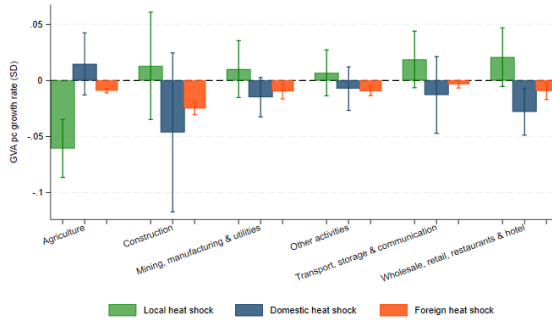 GVA pc growth rate (SD)
.05
0
-.05
-.1
Agriculture
Construction
Mining, manufacturing & utilities
Other activities
Transport, storage & communication
Wholesale, retail, restaurants & hotel
Local heat shock
Domestic heat shock
Foreign heat shock